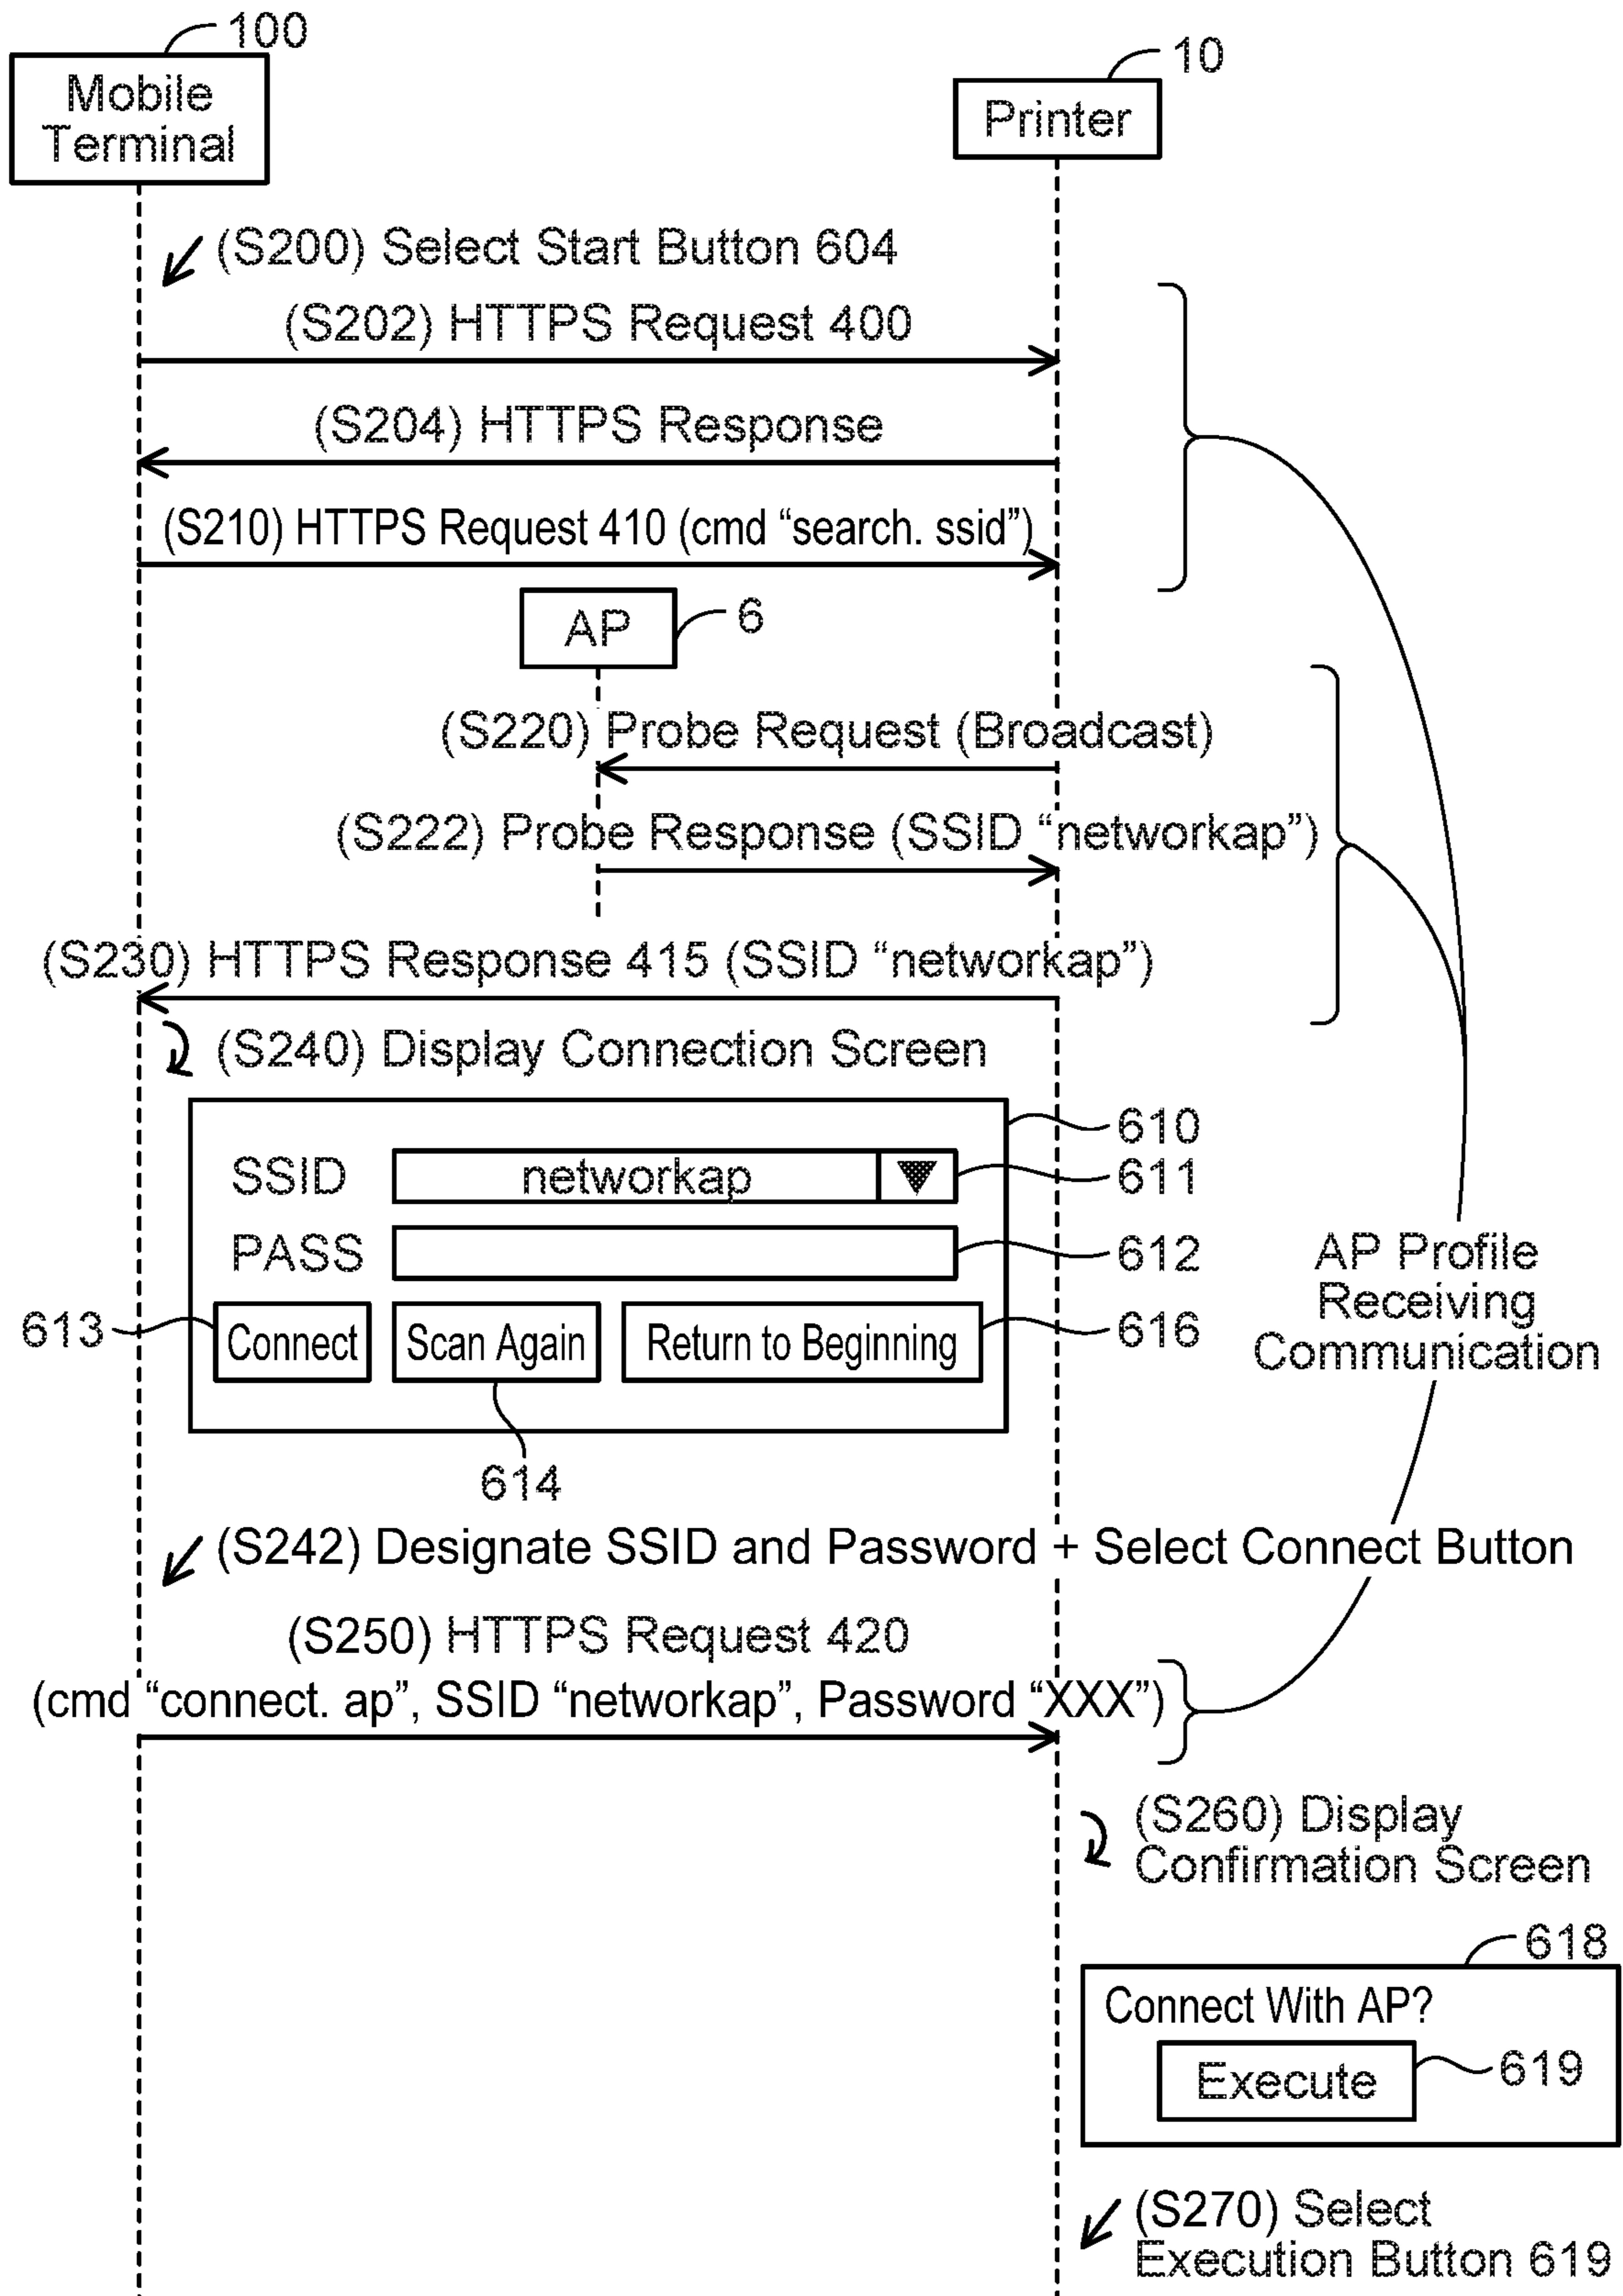 100
Mobile
Terminal
10
Printer
(S200) Select Start Button 604
(S202) HTTPS Request 400
(S204) HTTPS Response
(S210) HTTPS Request 410 (cmd “search. ssid”)
AP
6
(S220) Probe Request (Broadcast)
(S222) Probe Response (SSID “networkap”)
(S230) HTTPS Response 415 (SSID “networkap”)
(S240) Display Connection Screen
610
SSID networkap ▼ 611
PASS 612
613 Connect Scan Again Return to Beginning 616
614
AP Profile
Receiving
Communication
(S242) Designate SSID and Password + Select Connect Button
(S250) HTTPS Request 420
(cmd “connect. ap”, SSID “networkap”, Password “XXX”)
(S260) Display
Confirmation Screen
618
Connect With AP?
Execute 619
(S270) Select
Execution Button 619